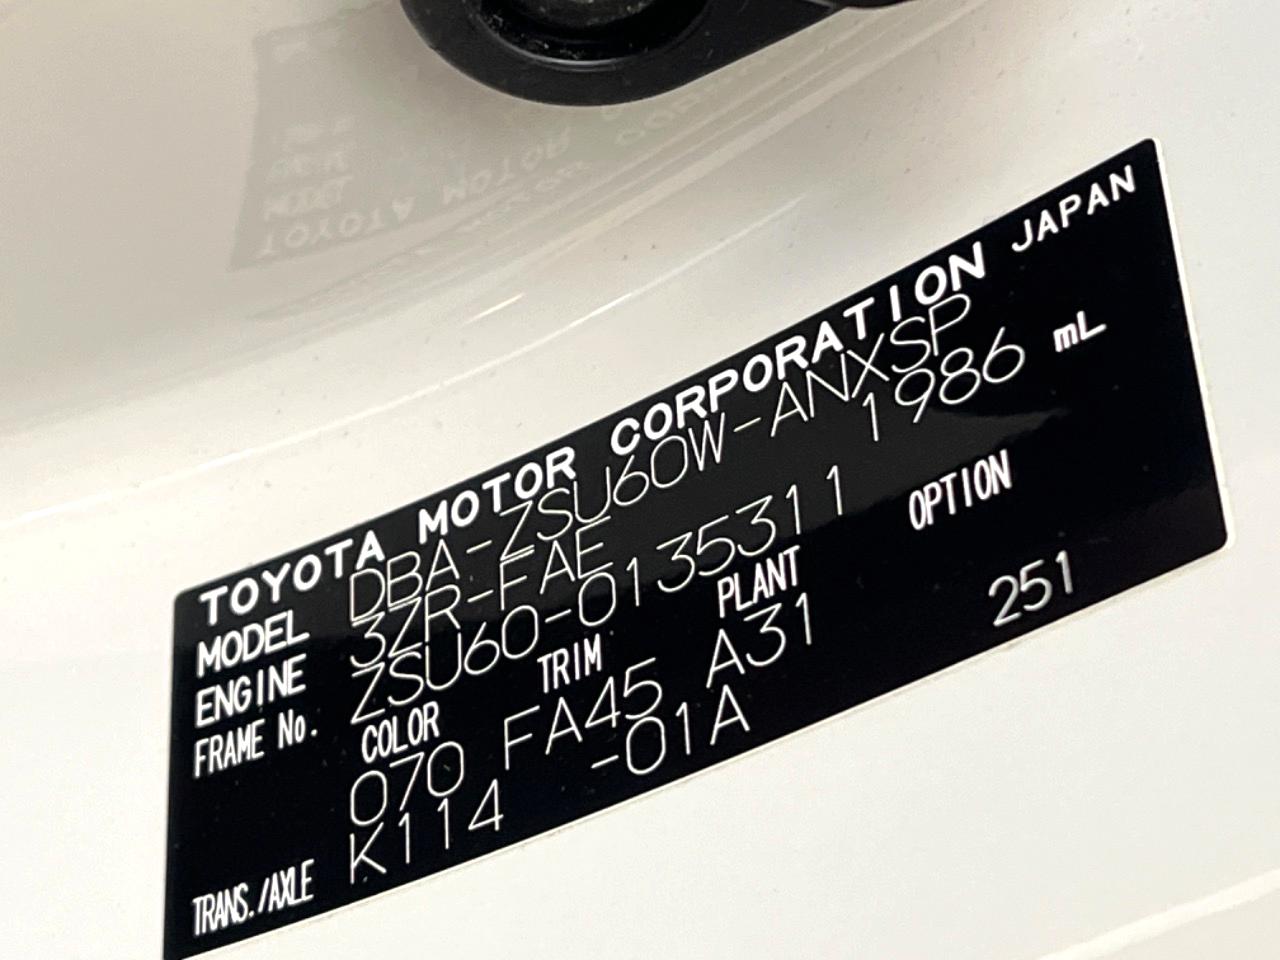 TOYOTA MOTOR CORPORATION JAPAN
MODEL DBA-ZSU60W-ANXSP
ENGINE 3ZR-FAE 1986 mL
FRAME No. ZSU60-0135311
COLOR TRIM PLANT OPTION
070 FA45 A31 251
TRANS./AXLE K114 -01A